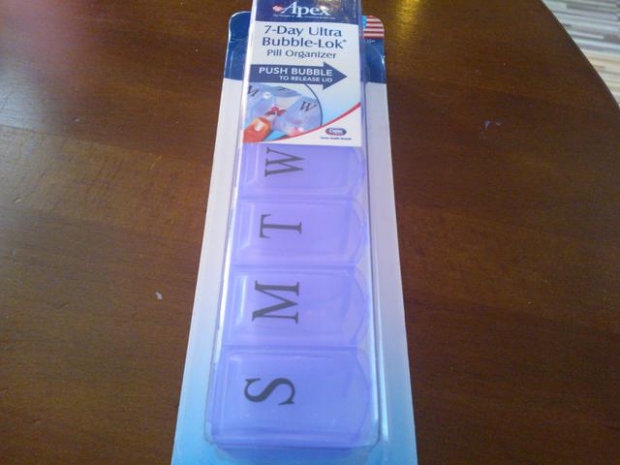 Apex
7-Day Ultra
Bubble-Lok®
Pill Organizer
PUSH BUBBLE
TO RELEASE LID
M
W
W
T
M
S